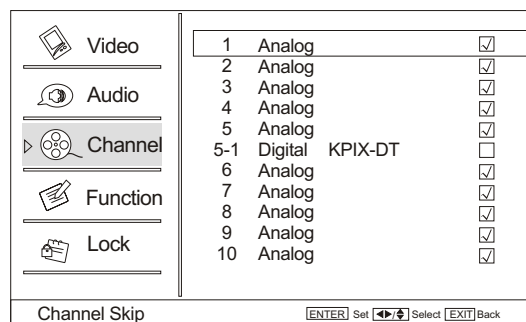 Video
Audio
Channel
Function
Lock
1 Analog
2 Analog
3 Analog
4 Analog
5 Analog
5-1 Digital KPIX-DT
6 Analog
7 Analog
8 Analog
9 Analog
10 Analog
Channel Skip
ENTER Set / Select EXIT Back